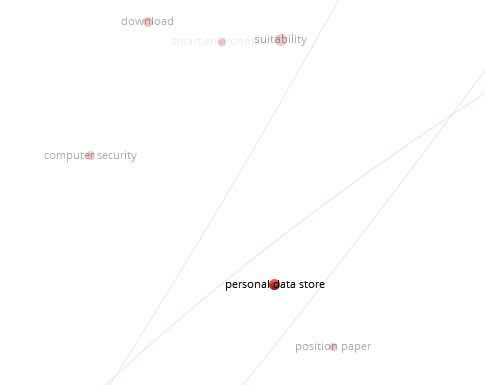 download
suitability
computer security
personal data store
position paper